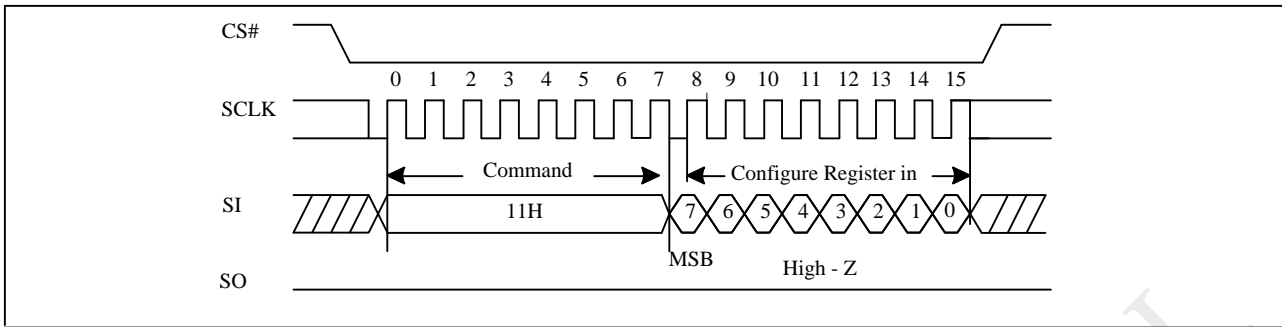 CS#
0 1 2 3 4 5 6 7 8 9 10 11 12 13 14 15
SCLK
Command
Configure Register in
SI
11H
7 6 5 4 3 2 1 0
MSB
High - Z
SO